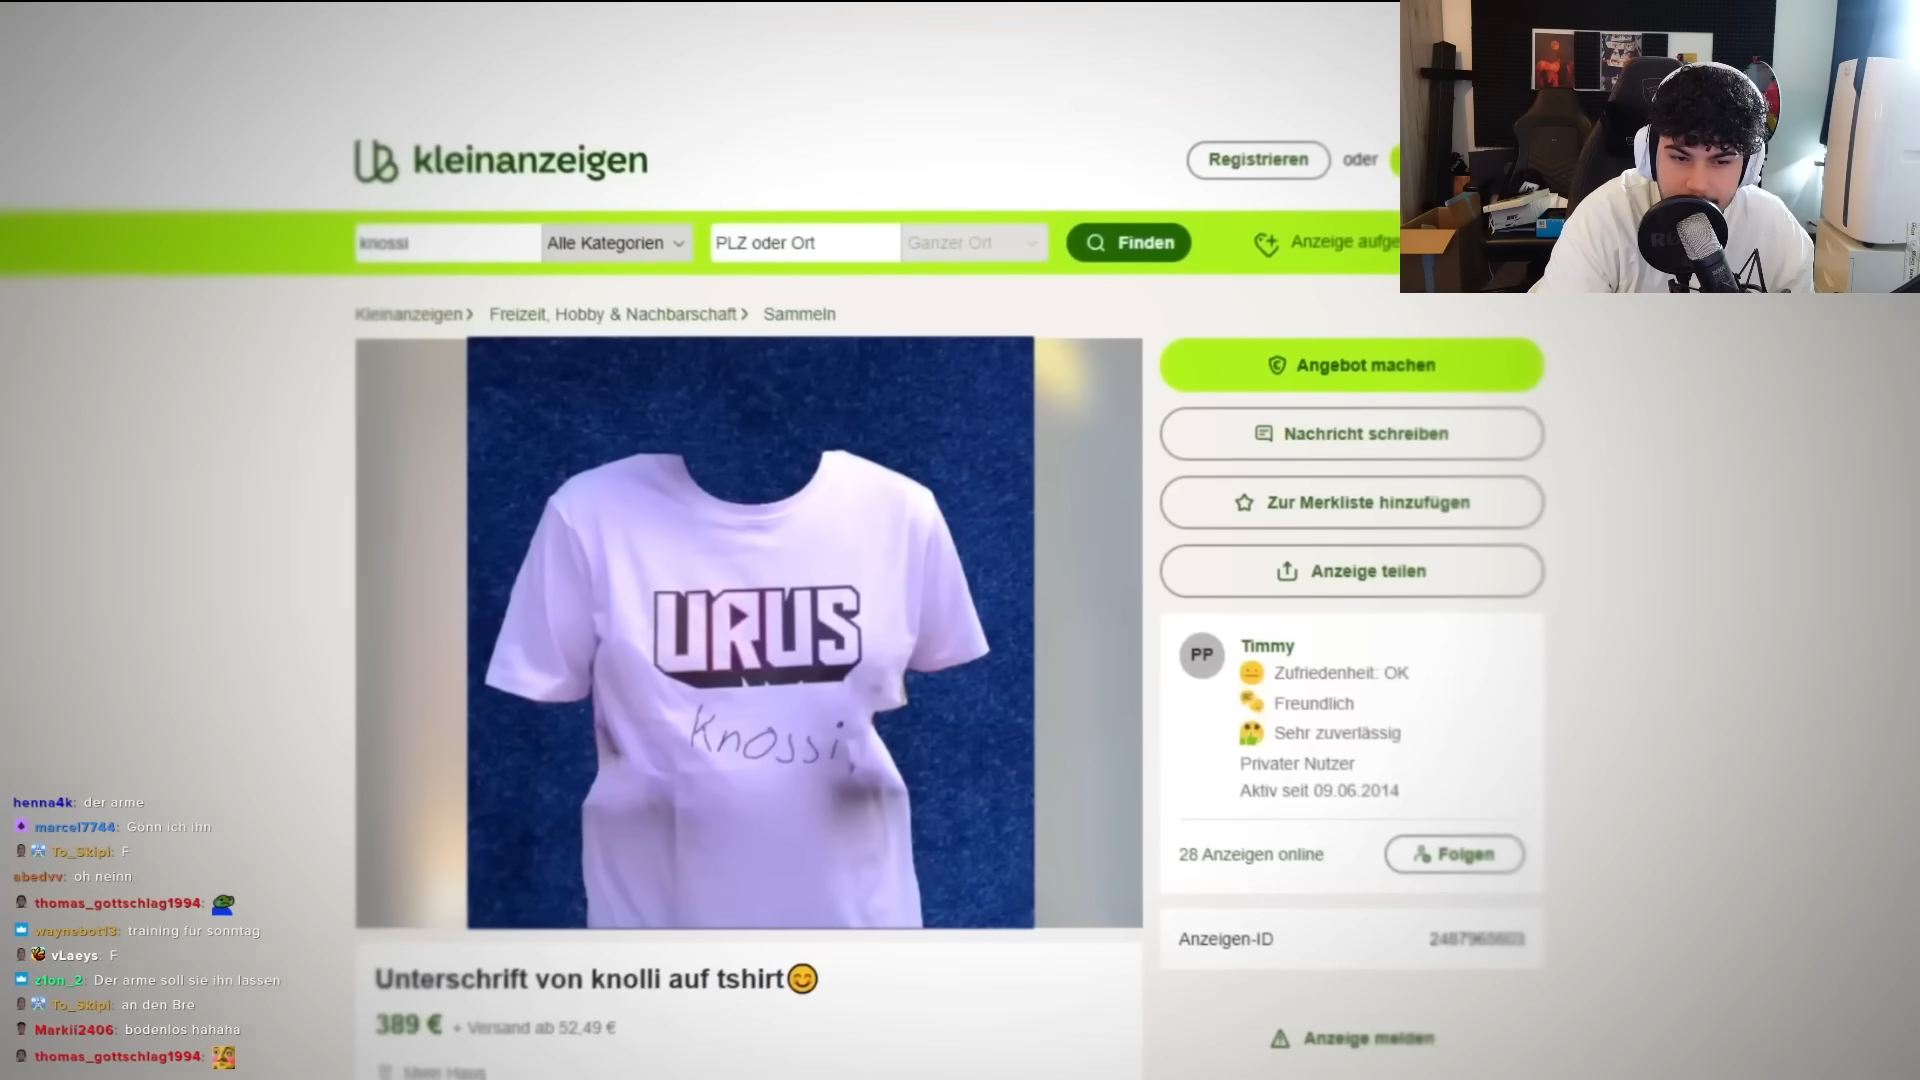 kleinanzeigen
Registrieren oder
knossi Alle Kategorien PLZ oder Ort Ganzer Ort Finden Anzeige aufge
Kleinanzeigen > Freizeit, Hobby & Nachbarschaft > Sammeln
URUS
Knossi
Angebot machen
Nachricht schreiben
Zur Merkliste hinzufügen
Anzeige teilen
PP
Timmy
Zufriedenheit: OK
Freundlich
Sehr zuverlässig
Privater Nutzer
Aktiv seit 09.06.2014
28 Anzeigen online Folgen
Anzeigen-ID
Anzeige melden
Unterschrift von knolli auf tshirt😊
389 € + Versand ab 52,49 €
Mein Haus
henna4k: der arme
marcel7744: Gönn ich ihn
To_Skipi: F
abedvv: oh neinn
thomas_gottschlag1994:
waynebot13: training für sonntag
vLaeys: F
z1on_2: Der arme soll sie ihn lassen
To_Skipi: an den Bre
Markii2406: bodenlos hahaha
thomas_gottschlag1994: